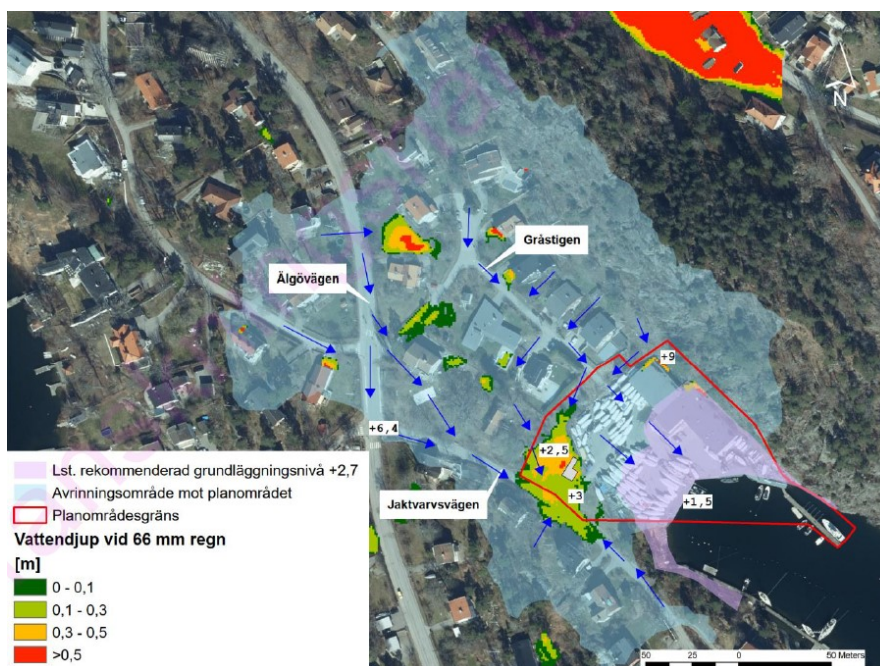 N
Gråstigen
Älgövägen
+9
+6,4
+2,5
Lst. rekommenderad grundläggningsnivå +2,7
Avrinningsområde mot planområdet
Planområdesgräns
Jaktvarvsvägen
+3
+1,5
Vattendjup vid 66 mm regn
[m]
0 - 0,1
0,1 - 0,3
0,3 - 0,5
>0,5
50 25 0 50 Meters